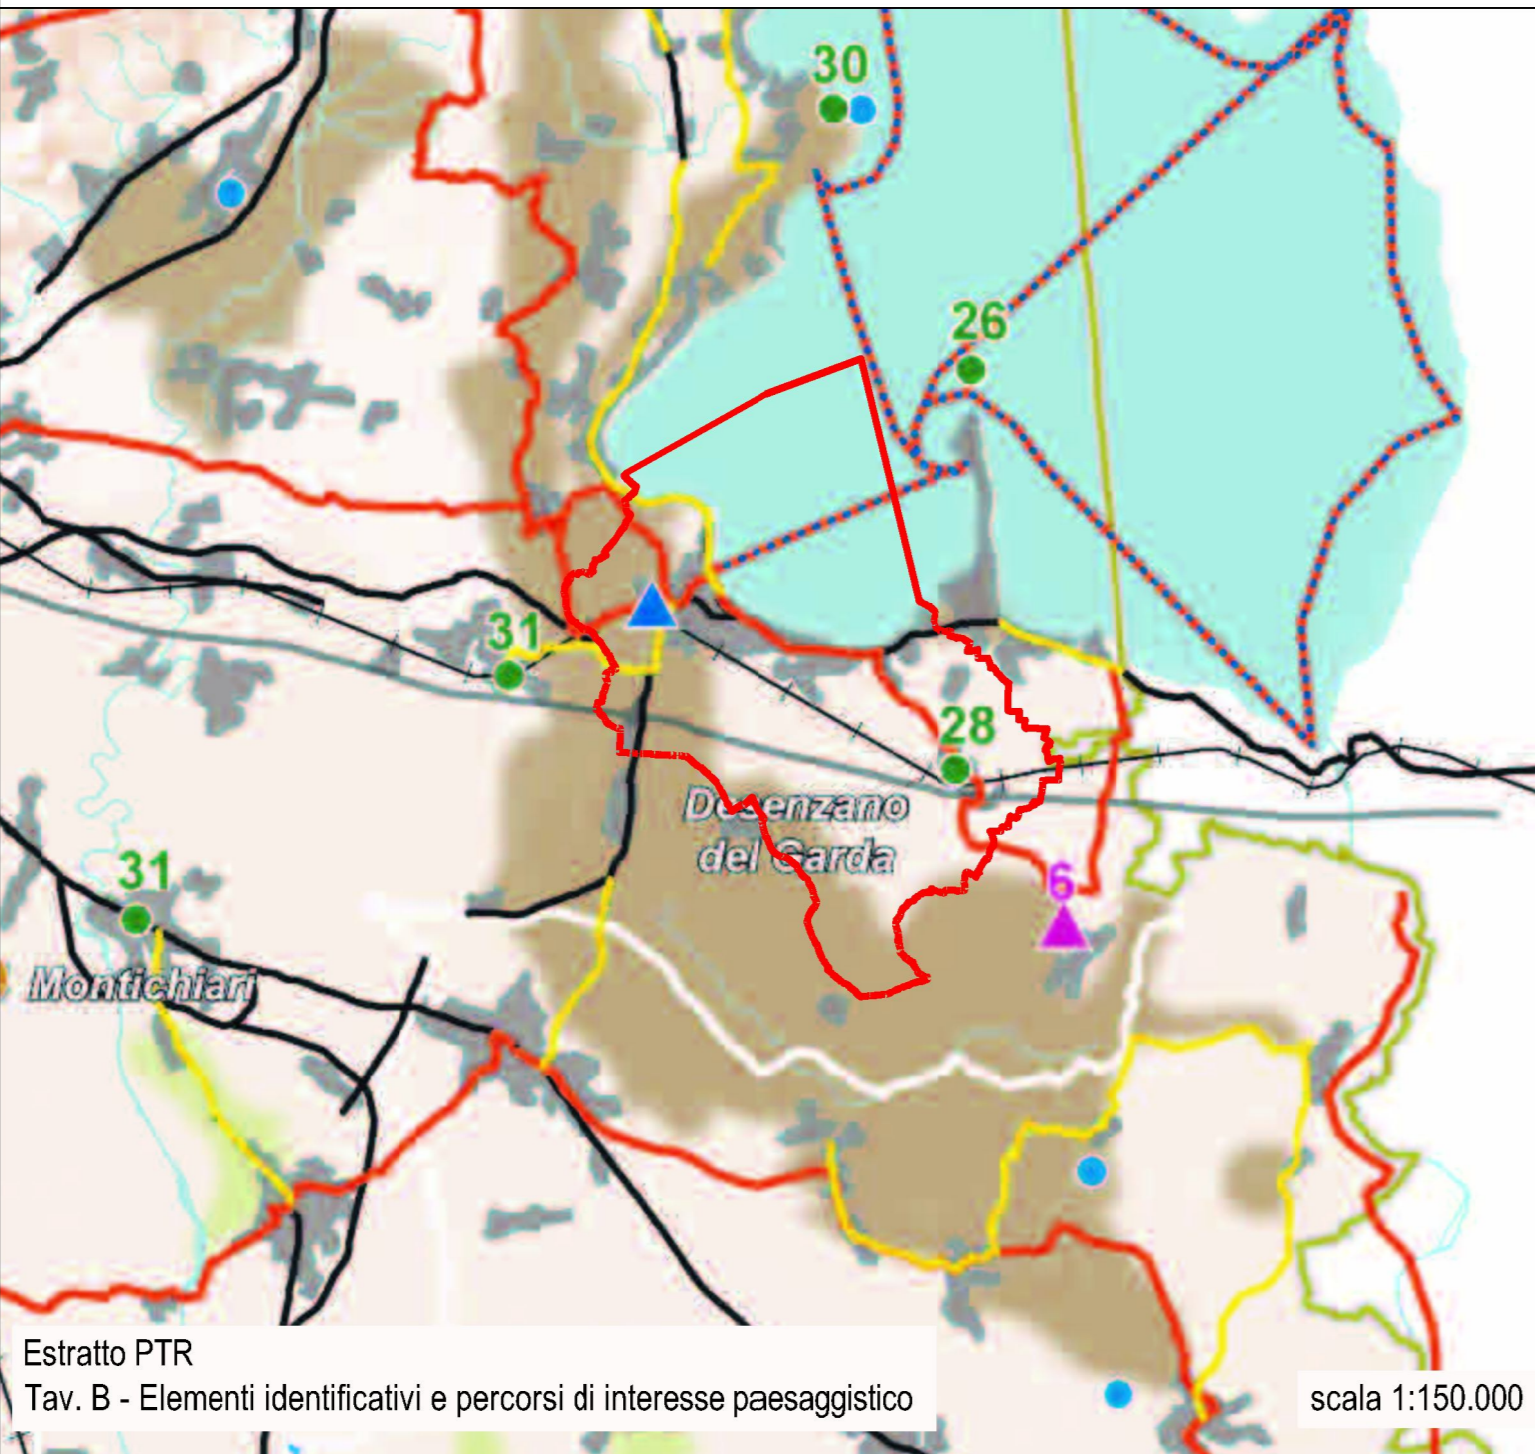 30
26
31
28
Desenzano
del Garda
6
31
Montichiari
Estratto PTR
Tav. B - Elementi identificativi e percorsi di interesse paesaggistico
scala 1:150.000